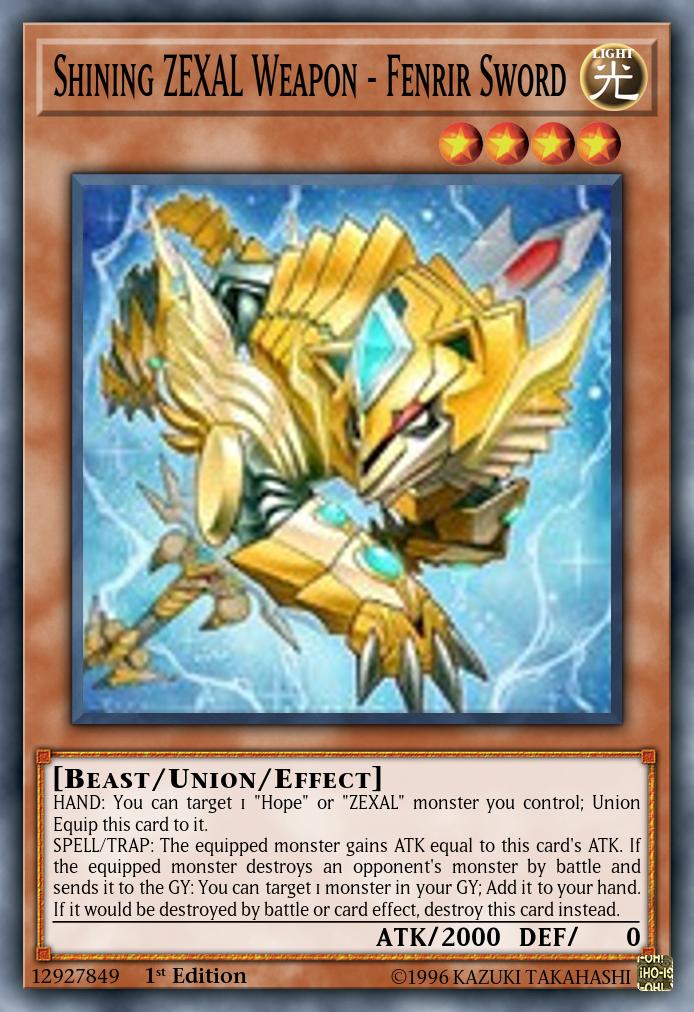 Shining ZEXAL Weapon - Fenrir Sword
LIGHT
光
[Beast/Union/Effect]
HAND: You can target 1 "Hope" or "ZEXAL" monster you control; Union
Equip this card to it.
SPELL/TRAP: The equipped monster gains ATK equal to this card's ATK. If
the equipped monster destroys an opponent's monster by battle and
sends it to the GY: You can target 1 monster in your GY; Add it to your hand.
If it would be destroyed by battle or card effect, destroy this card instead.
ATK/2000 DEF/ 0
12927849 1st Edition ©1996 KAZUKI TAKAHASHI